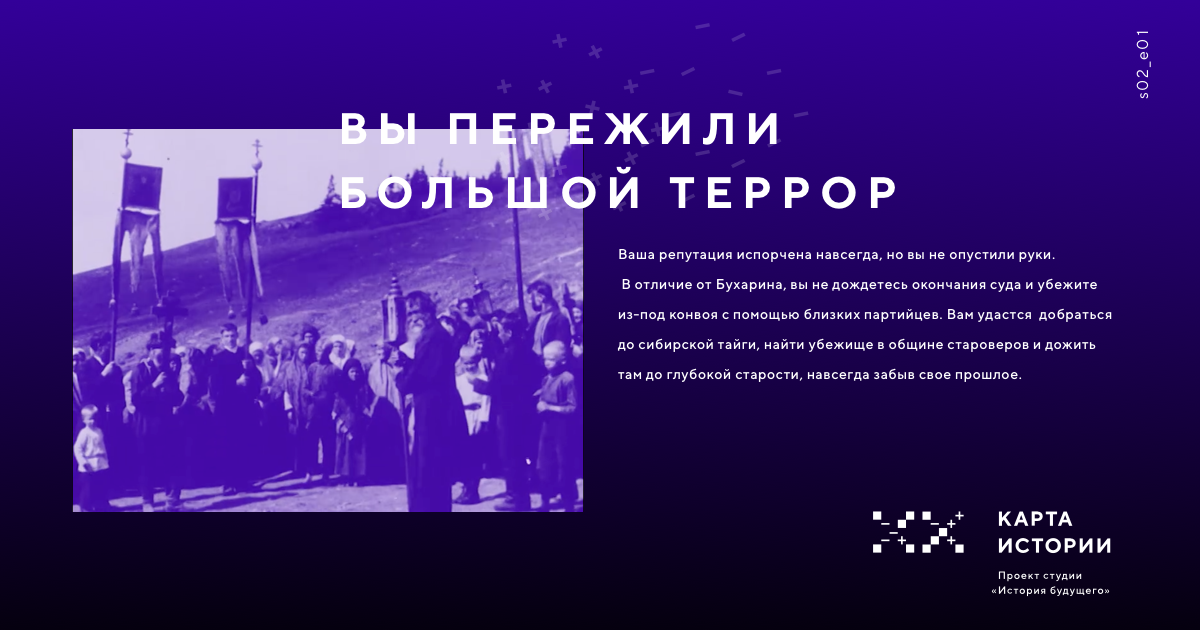 s02_e01
ВЫ ПЕРЕЖИЛИ
БОЛЬШОЙ ТЕРРОР
Ваша репутация испорчена навсегда, но вы не опустили руки.
В отличие от Бухарина, вы не дождетесь окончания суда и убежите
из-под конвоя с помощью близких партийцев. Вам удастся добраться
до сибирской тайги, найти убежище в общине староверов и дожить
там до глубокой старости, навсегда забыв свое прошлое.
КАРТА
ИСТОРИИ
Проект студии
«История будущего»